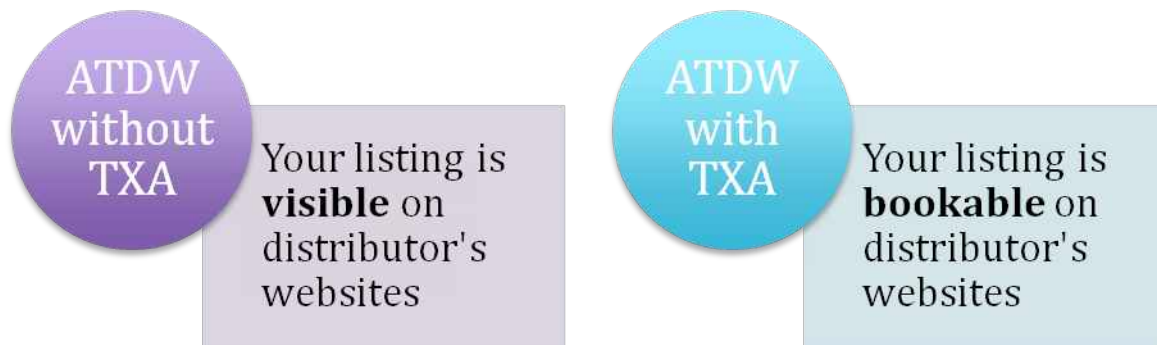 ATDW
without
TXA
Your listing is
visible on
distributor's
websites
ATDW
with
TXA
Your listing is
bookable on
distributor's
websites